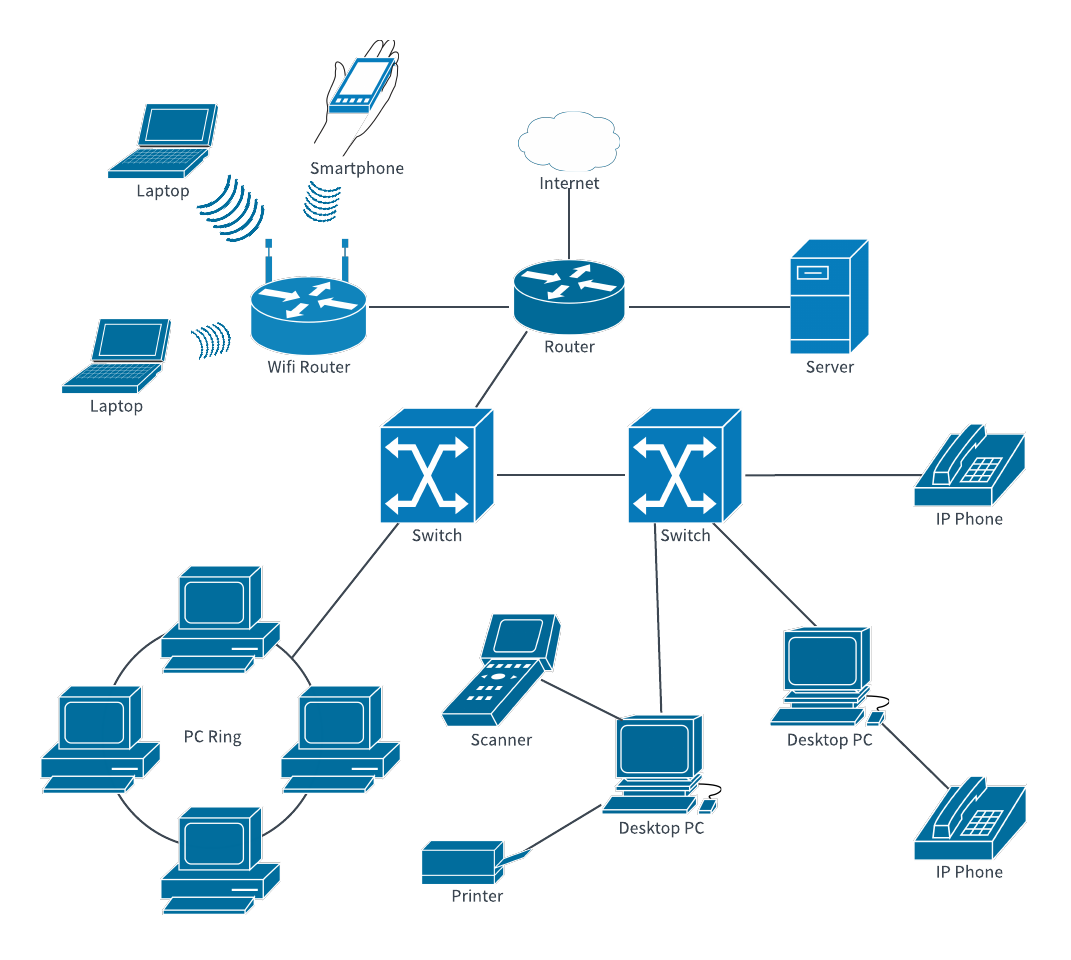 Smartphone
Laptop
Internet
Router
Wifi Router
Server
Laptop
IP Phone
Switch
Switch
PC Ring
Scanner
Desktop PC
Desktop PC
IP Phone
Printer